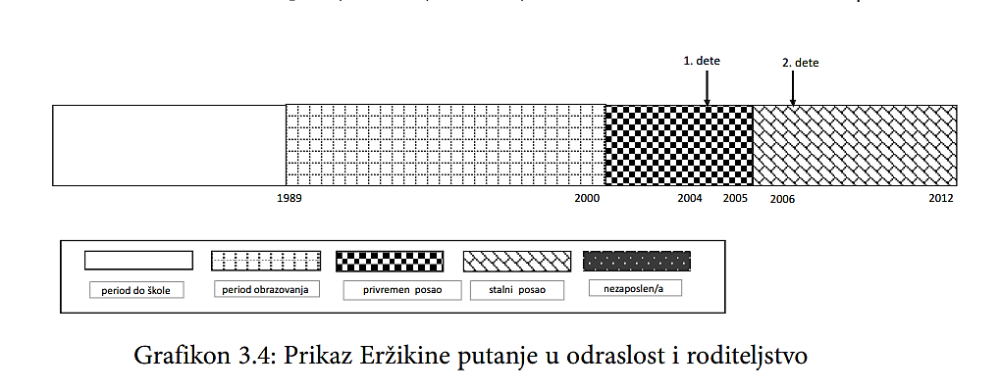 1. dete
2. dete
1989
2000
2004
2005
2006
2012
period do škole
period obrazovanja
privremen posao
stalni posao
nezaposlen/a
Grafikon 3.4: Prikaz Eržikine putanje u odraslost i roditeljstvo